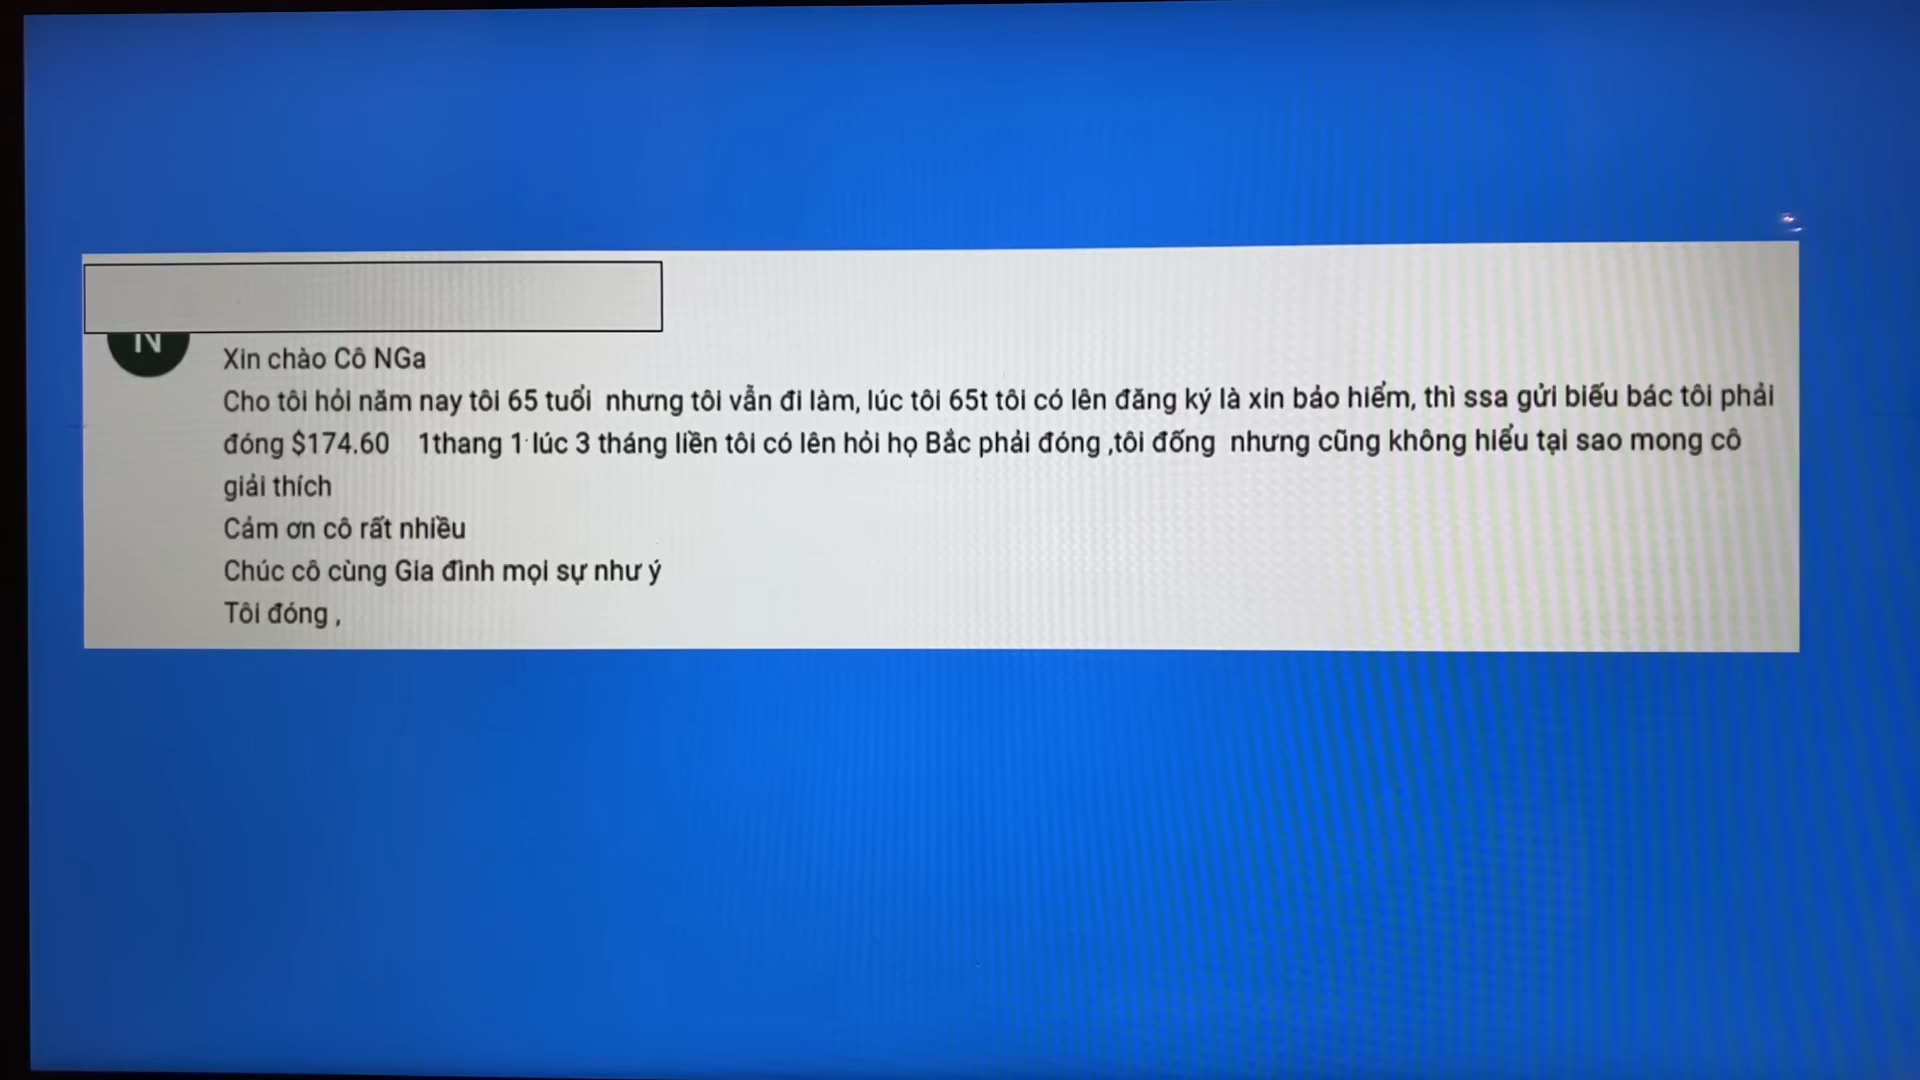 N
Xin chào Cô NGa
Cho tôi hỏi năm nay tôi 65 tuổi nhưng tôi vẫn đi làm, lúc tôi 65t tôi có lên đăng ký là xin bảo hiểm, thì ssa gửi biếu bác tôi phải
đóng $174.60 1thang 1 lúc 3 tháng liền tôi có lên hỏi họ Bắc phải đóng ,tôi đống nhưng cũng không hiểu tại sao mong cô
giải thích
Cảm ơn cô rất nhiều
Chúc cô cùng Gia đình mọi sự như ý
Tôi đóng ,